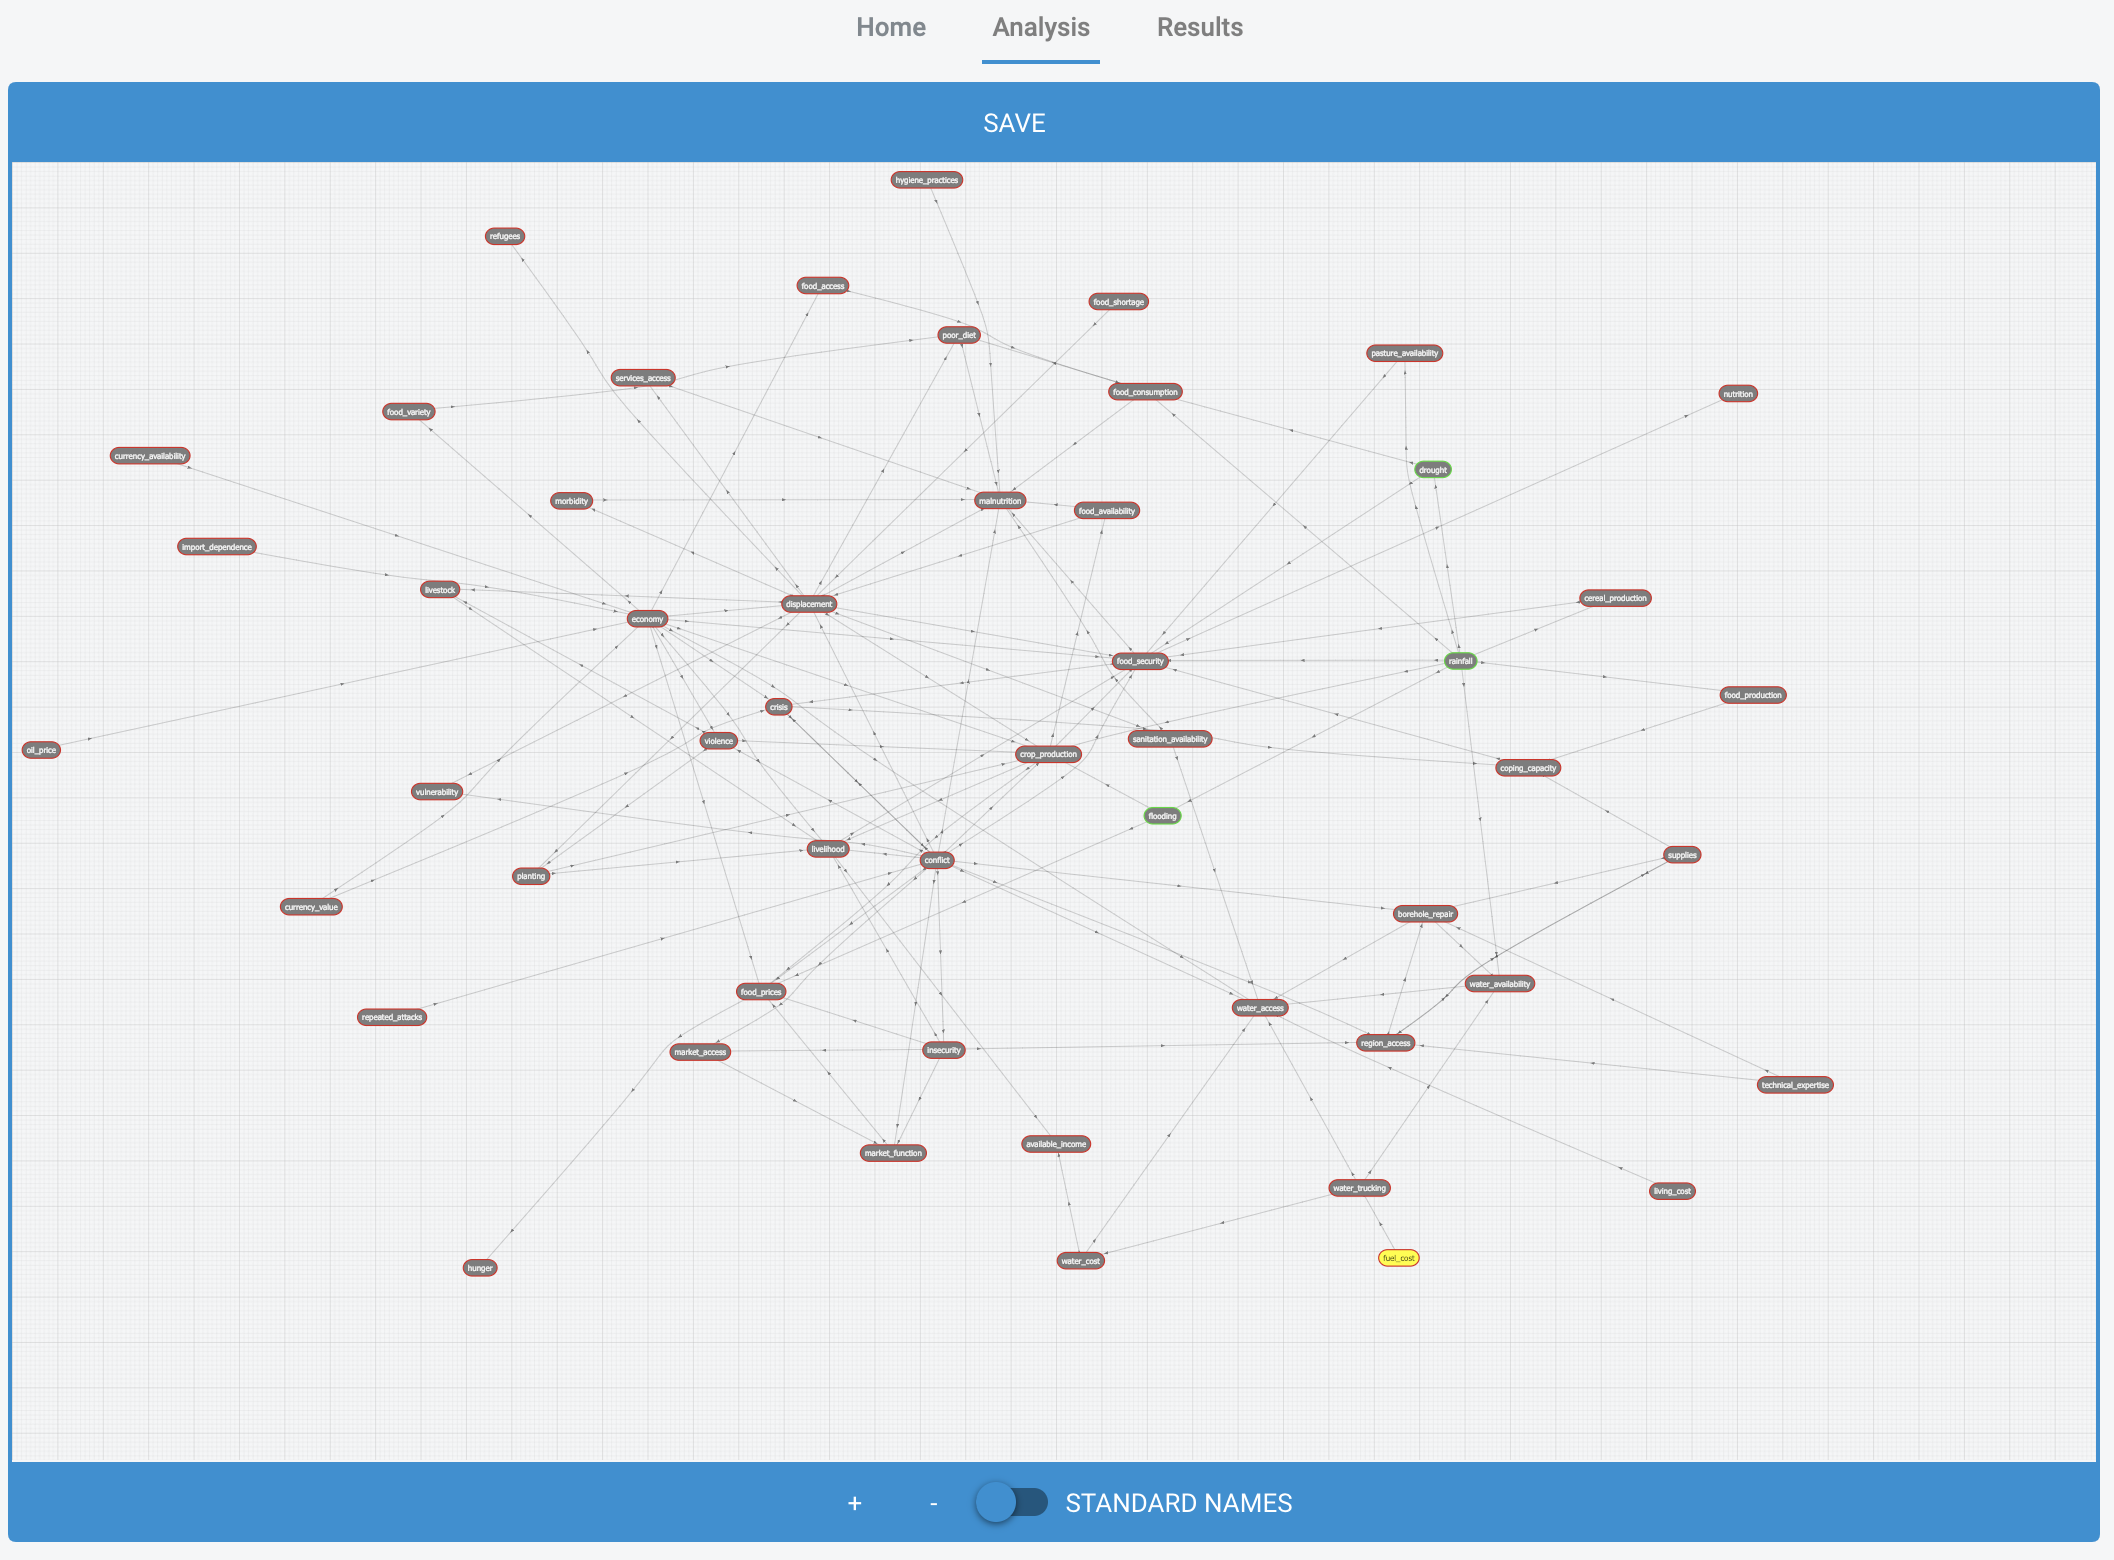 Home Analysis Results
SAVE
hygiene_practices
refugees
food_access
food_shortage
poor_diet
pasture_availability
services_access
food_consumption
nutrition
food_variety
currency_availability
drought
morbidity
malnutrition
food_availability
import_dependence
livestock
cereal_production
displacement
economy
food_security
rainfall
food_production
crisis
sanitation_availability
violence
oil_price
crop_production
coping_capacity
vulnerability
flooding
livelihood
supplies
conflict
planting
currency_value
borehole_repair
water_availability
food_prices
water_access
repeated_attacks
region_access
insecurity
market_access
technical_expertise
available_income
market_function
water_trucking
living_cost
fuel_cost
water_cost
hunger
+ - STANDARD NAMES